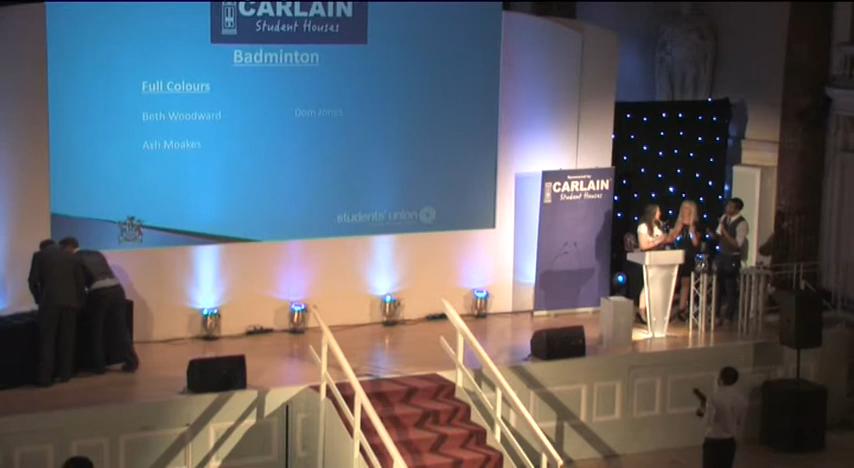 CARLAIN
Student Houses
Badminton
Full Colours
Beth Woodward
Dom Jones
Ash Moakes
students' union
Sponsored by
CARLAIN
Student Houses